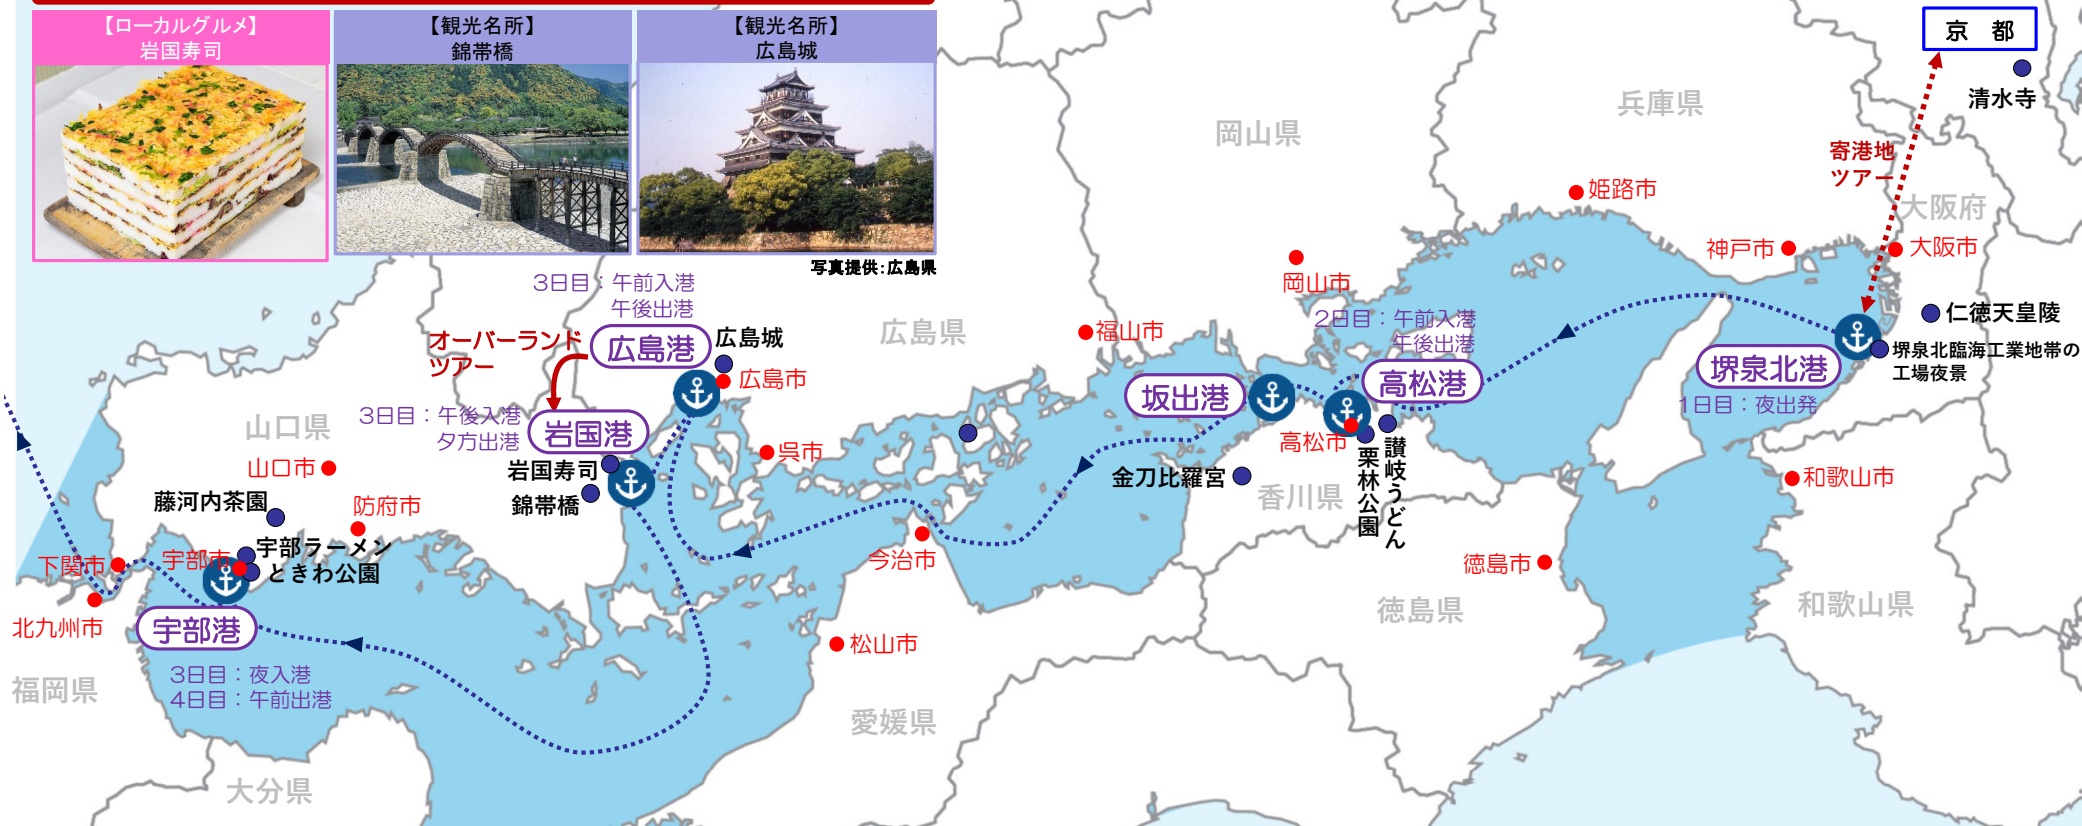 【ローカルグルメ】
岩国寿司
【観光名所】
錦帯橋
【観光名所】
広島城
写真提供:広島県
京 都
清水寺
寄港地
ツアー
兵庫県
岡山県
大阪府
姫路市
神戸市
大阪市
岡山市
仁徳天皇陵
堺泉北臨海工業地帯の
工場夜景
堺泉北港
1日目:夜出発
2日目:午前入港
午後出港
高松港
坂出港
高松市
讃岐うどん
栗林公園
金刀比羅宮
香川県
福山市
広島県
3日目:午前入港
午後出港
広島港
広島城
広島市
オーバーランド
ツアー
3日目:午後入港
夕方出港
岩国港
岩国寿司
錦帯橋
呉市
今治市
松山市
愛媛県
徳島市
徳島県
和歌山市
和歌山県
山口県
山口市
防府市
藤河内茶園
宇部ラーメン
ときわ公園
宇部市
下関市
北九州市
宇部港
3日目:夜入港
4日目:午前出港
福岡県
大分県